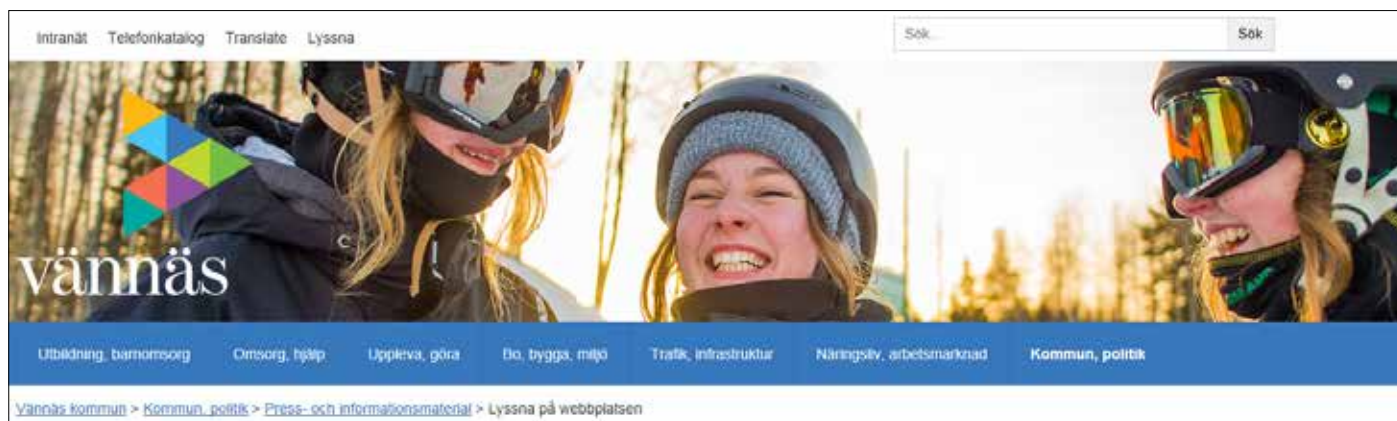 Intranät Telefonkatalog Translate Lyssna
Sök... Sök
vännäs
Utbildning, barnomsorg Omsorg, hjälp Uppleva, göra Bo, bygga, miljö Trafik, infrastruktur Näringsliv, arbetsmarknad Kommun, politik
Vännäs kommun > Kommun, politik > Press- och informationsmaterial > Lyssna på webbplatsen